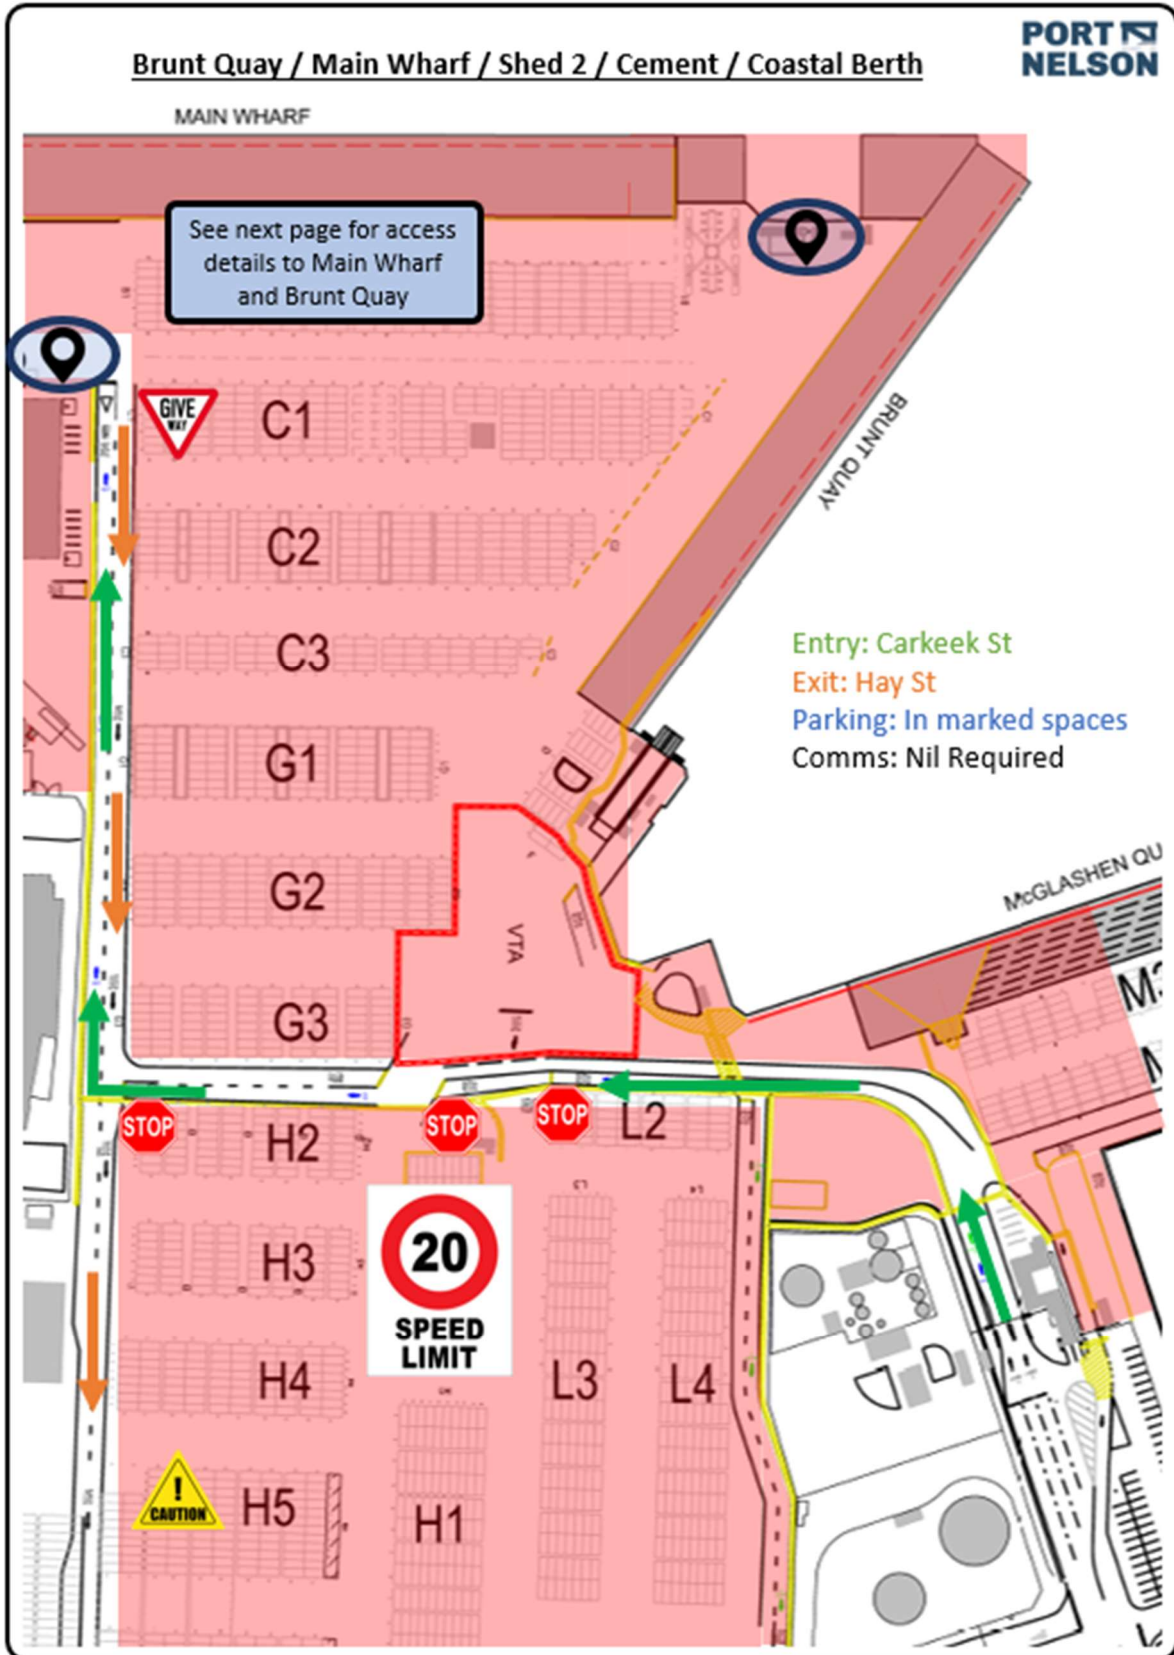 PORT
NELSON
Brunt Quay / Main Wharf / Shed 2 / Cement / Coastal Berth
MAIN WHARF
See next page for access
details to Main Wharf
and Brunt Quay
GIVE
WAY
C1
BRUNT QUAY
C2
C3
Entry: Carkeek St
Exit: Hay St
Parking: In marked spaces
Comms: Nil Required
G1
G2
McGLASHEN QU
VTA
G3
STOP
STOP
STOP
L2
H2
H3
20
SPEED
LIMIT
H4
L3
L4
!
CAUTION
H5
H1